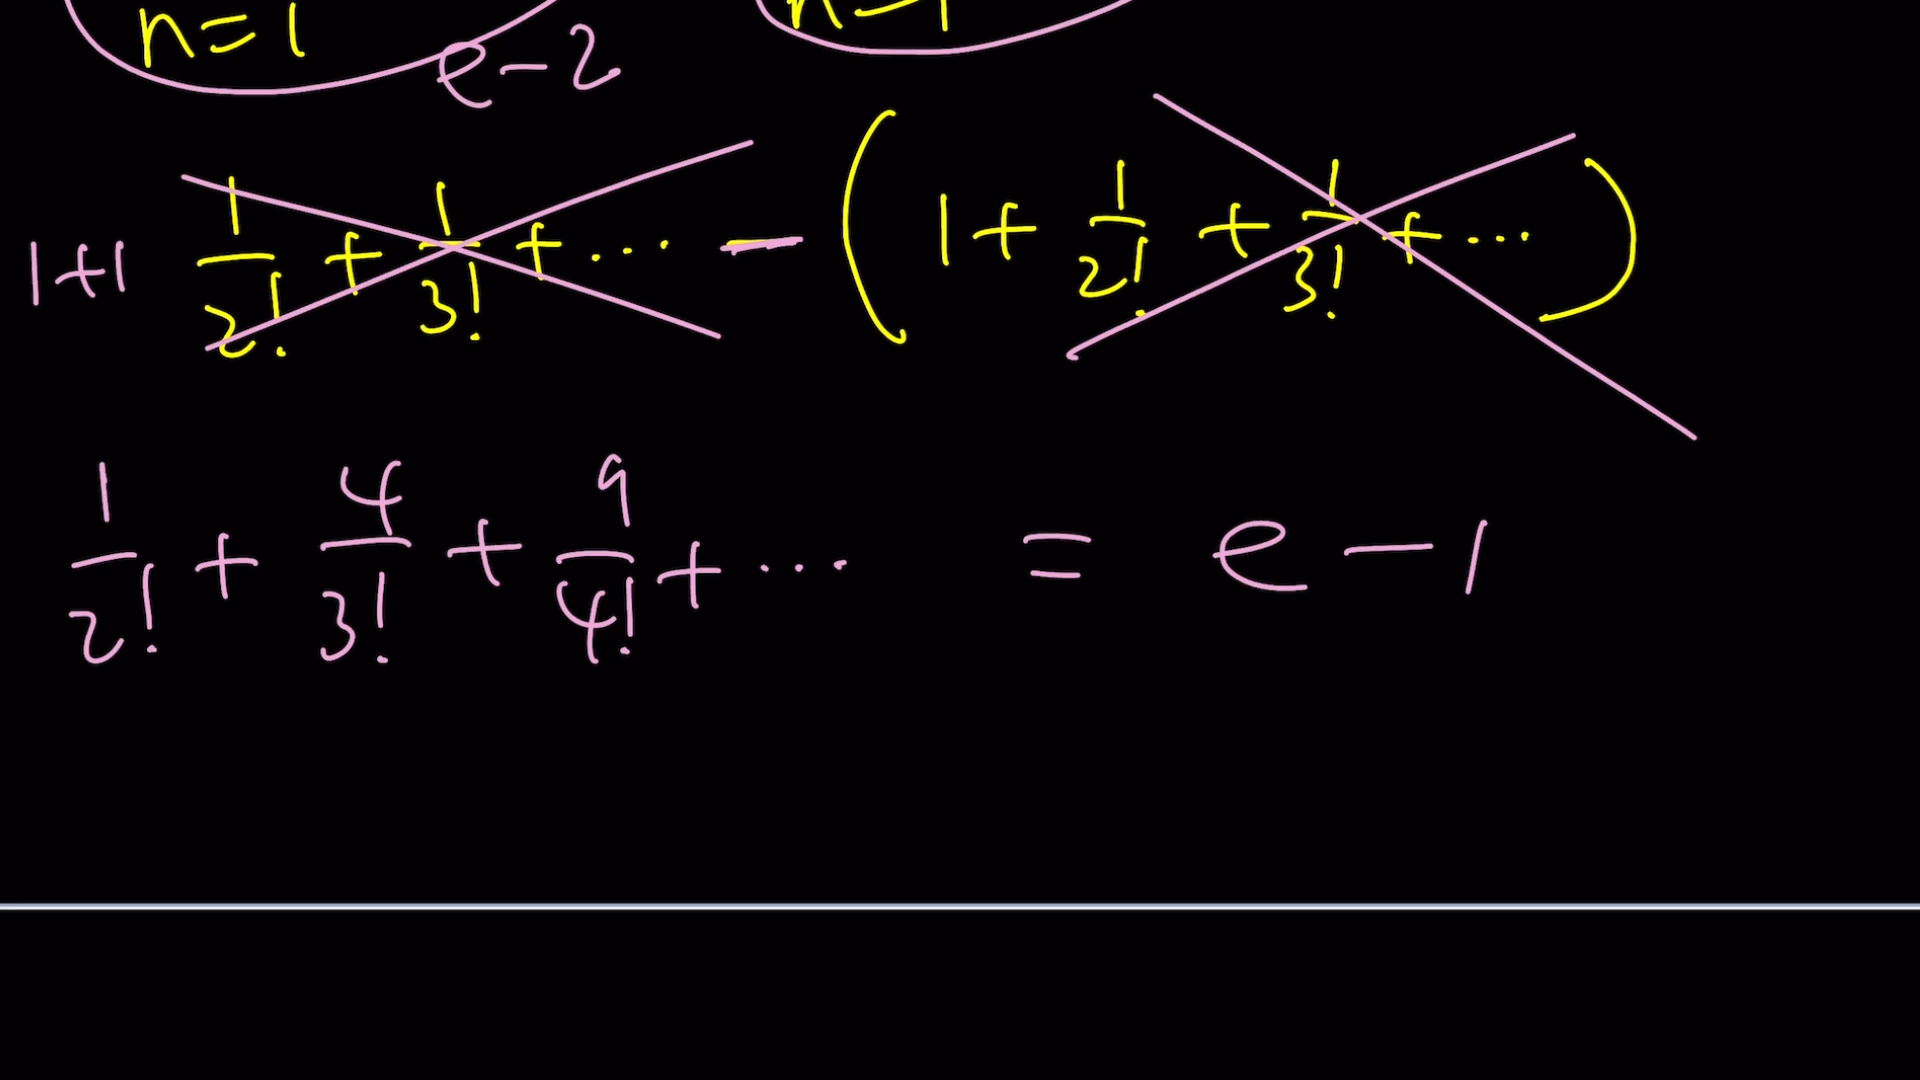 n=1 n=1
e-2
1+1 1/2! + 1/3! + ... - (1 + 1/2! + 1/3! + ...)
1/2! + 4/3! + 9/4! + ... = e-1